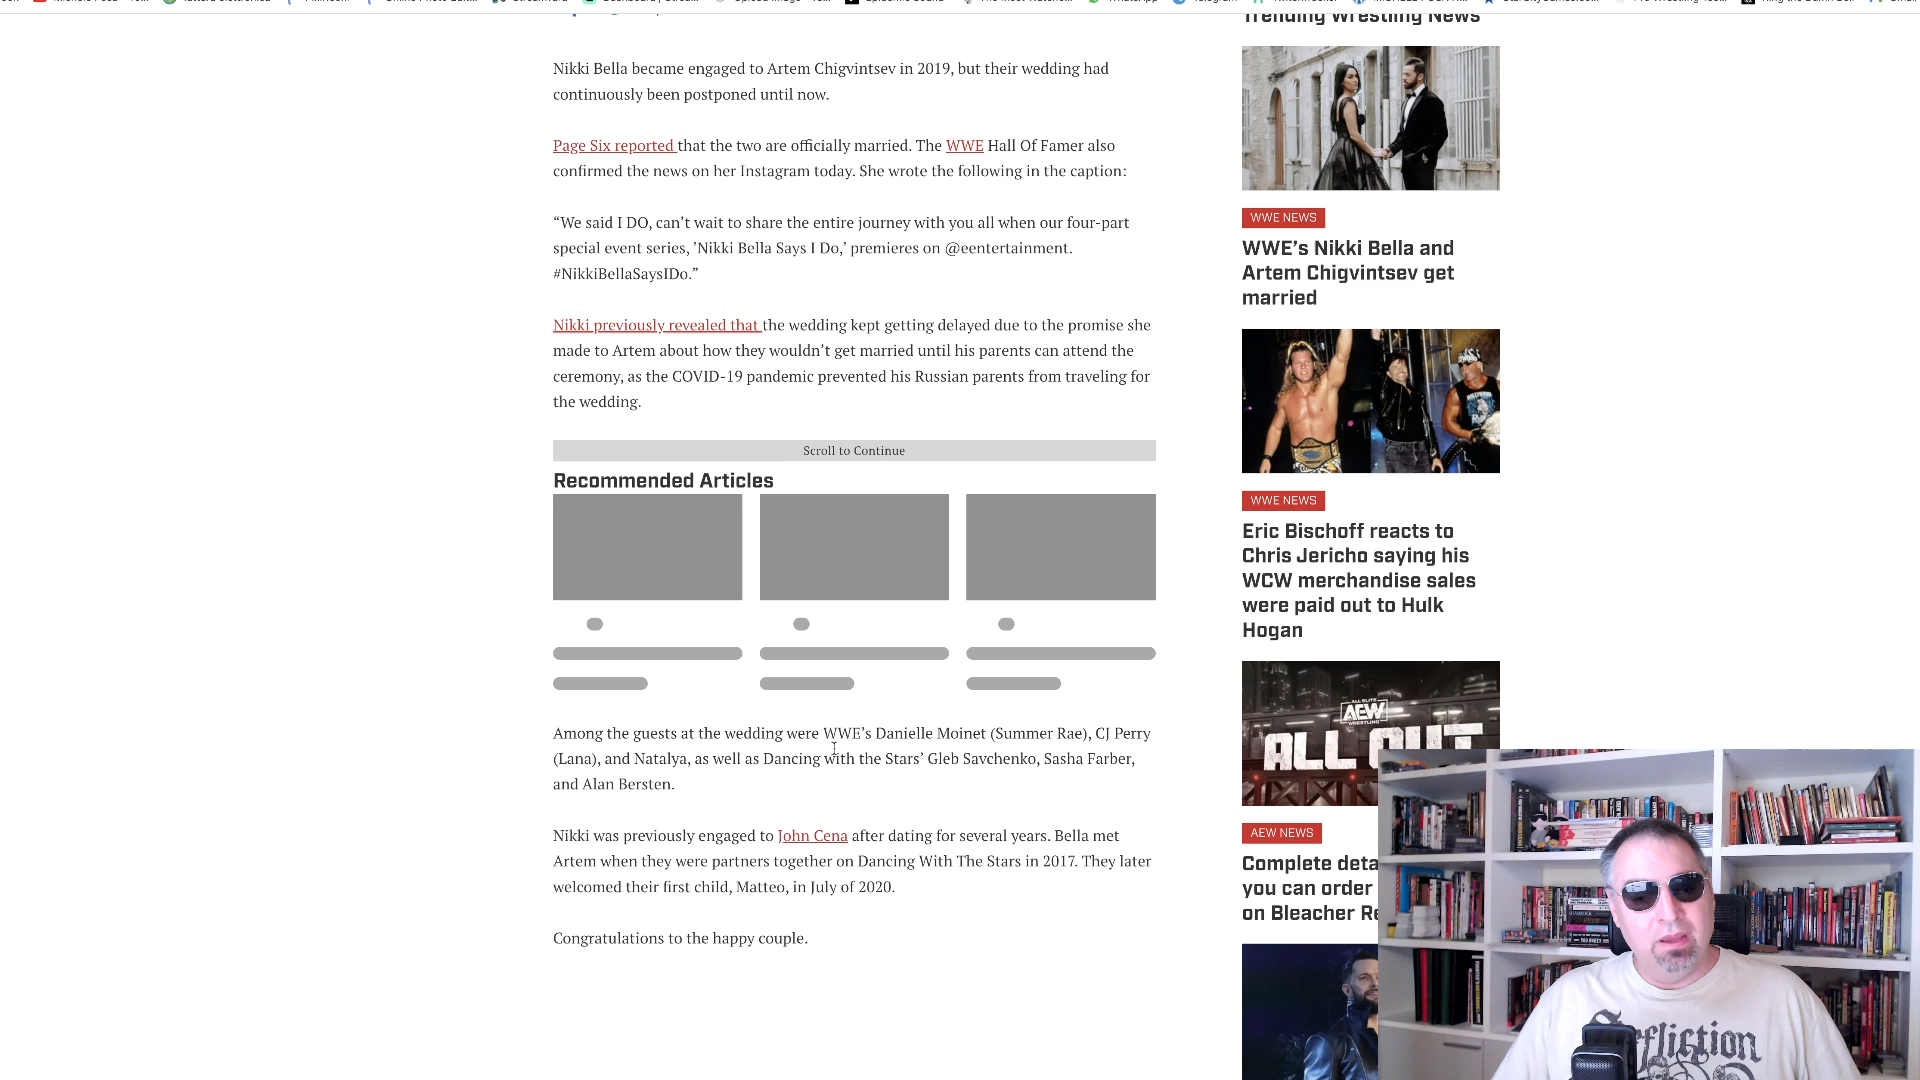 Trending Wrestling News
Nikki Bella became engaged to Artem Chigvintsev in 2019, but their wedding had
continuously been postponed until now.
Page Six reported that the two are officially married. The WWE Hall Of Famer also
confirmed the news on her Instagram today. She wrote the following in the caption:
“We said I DO, can’t wait to share the entire journey with you all when our four-part
special event series, ’Nikki Bella Says I Do,’ premieres on @eentertainment.
#NikkiBellaSaysIDo.”
Nikki previously revealed that the wedding kept getting delayed due to the promise she
made to Artem about how they wouldn’t get married until his parents can attend the
ceremony, as the COVID-19 pandemic prevented his Russian parents from traveling for
the wedding.
Scroll to Continue
Recommended Articles
Among the guests at the wedding were WWE’s Danielle Moinet (Summer Rae), CJ Perry
(Lana), and Natalya, as well as Dancing with the Stars’ Gleb Savchenko, Sasha Farber,
and Alan Bersten.
Nikki was previously engaged to John Cena after dating for several years. Bella met
Artem when they were partners together on Dancing With The Stars in 2017. They later
welcomed their first child, Matteo, in July of 2020.
Congratulations to the happy couple.
WWE NEWS
WWE’s Nikki Bella and
Artem Chigvintsev get
married
WWE NEWS
Eric Bischoff reacts to
Chris Jericho saying his
WCW merchandise sales
were paid out to Hulk
Hogan
ALL ELITE
AEW
WRESTLING
ALL OUT
AEW NEWS
Complete deta
you can order
on Bleacher Re
ffliction